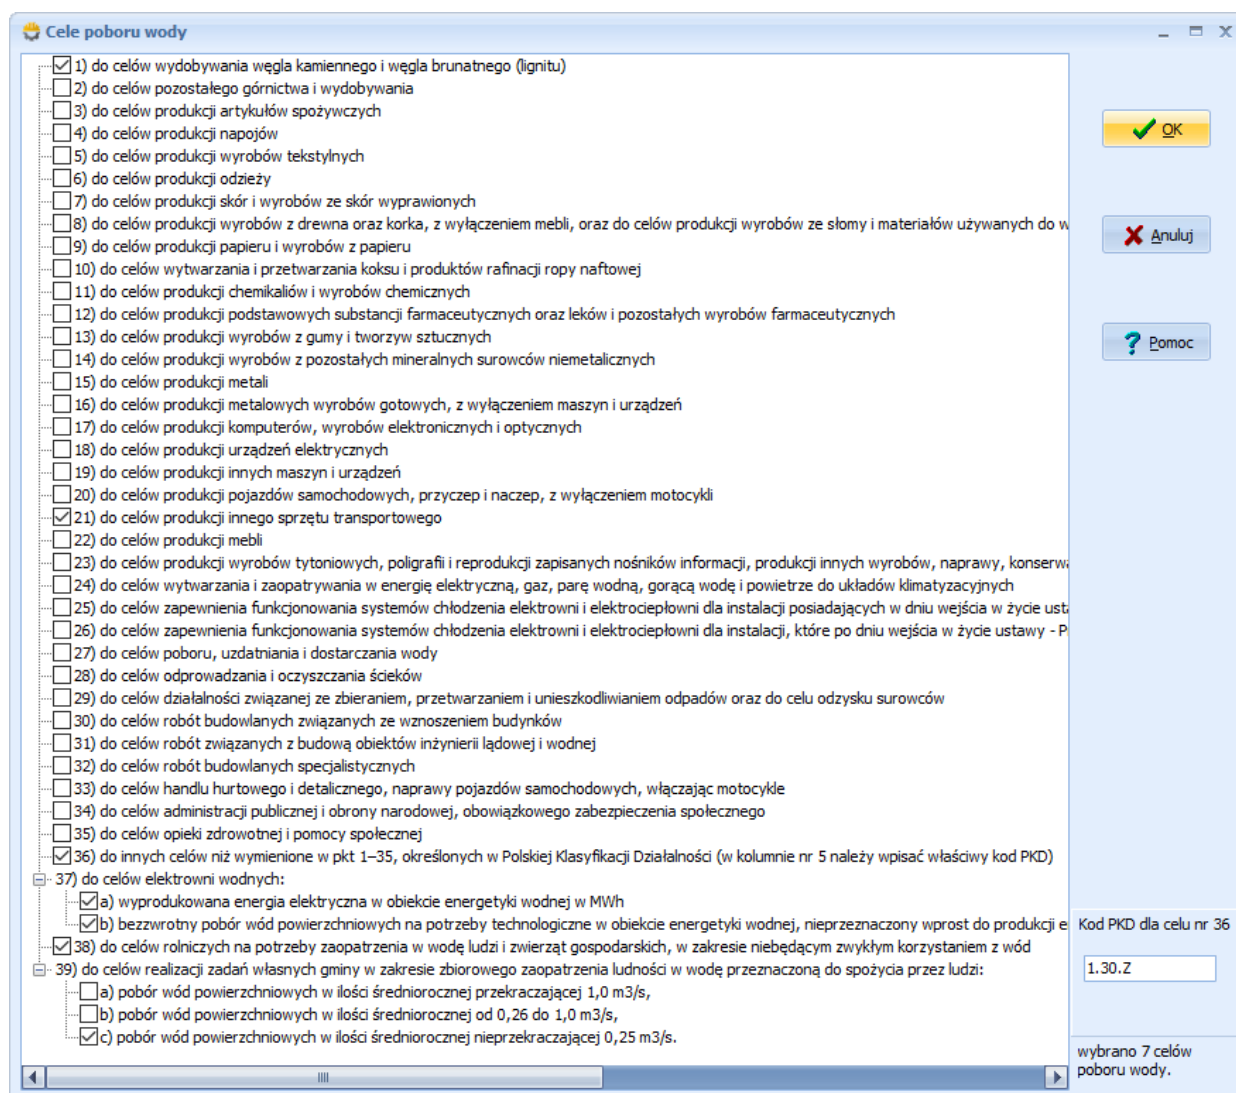 Cele poboru wody
1) do celów wydobywania węgla kamiennego i węgla brunatnego (lignitu)
2) do celów pozostałego górnictwa i wydobywania
3) do celów produkcji artykułów spożywczych
4) do celów produkcji napojów
5) do celów produkcji wyrobów tekstylnych
6) do celów produkcji odzieży
7) do celów produkcji skór i wyrobów ze skór wyprawionych
8) do celów produkcji wyrobów z drewna oraz korka, z wyłączeniem mebli, oraz do celów produkcji wyrobów ze słomy i materiałów używanych do w
9) do celów produkcji papieru i wyrobów z papieru
10) do celów wytwarzania i przetwarzania koksu i produktów rafinacji ropy naftowej
11) do celów produkcji chemikaliów i wyrobów chemicznych
12) do celów produkcji podstawowych substancji farmaceutycznych oraz leków i pozostałych wyrobów farmaceutycznych
13) do celów produkcji wyrobów z gumy i tworzyw sztucznych
14) do celów produkcji wyrobów z pozostałych mineralnych surowców niemetalicznych
15) do celów produkcji metali
16) do celów produkcji metalowych wyrobów gotowych, z wyłączeniem maszyn i urządzeń
17) do celów produkcji komputerów, wyrobów elektronicznych i optycznych
18) do celów produkcji urządzeń elektrycznych
19) do celów produkcji innych maszyn i urządzeń
20) do celów produkcji pojazdów samochodowych, przyczep i naczep, z wyłączeniem motocykli
21) do celów produkcji innego sprzętu transportowego
22) do celów produkcji mebli
23) do celów produkcji wyrobów tytoniowych, poligrafii i reprodukcji zapisanych nośników informacji, produkcji innych wyrobów, naprawy, konserwa
24) do celów wytwarzania i zaopatrywania w energię elektryczną, gaz, parę wodną, gorącą wodę i powietrze do układów klimatyzacyjnych
25) do celów zapewnienia funkcjonowania systemów chłodzenia elektrowni i elektrociepłowni dla instalacji posiadających w dniu wejścia w życie usta
26) do celów zapewnienia funkcjonowania systemów chłodzenia elektrowni i elektrociepłowni dla instalacji, które po dniu wejścia w życie ustawy - P
27) do celów poboru, uzdatniania i dostarczania wody
28) do celów odprowadzania i oczyszczania ścieków
29) do celów działalności związanej ze zbieraniem, przetwarzaniem i unieszkodliwianiem odpadów oraz do celu odzysku surowców
30) do celów robót budowlanych związanych ze wznoszeniem budynków
31) do celów robót związanych z budową obiektów inżynierii lądowej i wodnej
32) do celów robót budowlanych specjalistycznych
33) do celów handlu hurtowego i detalicznego, naprawy pojazdów samochodowych, włączając motocykle
34) do celów administracji publicznej i obrony narodowej, obowiązkowego zabezpieczenia społecznego
35) do celów opieki zdrowotnej i pomocy społecznej
36) do innych celów niż wymienione w pkt 1–35, określonych w Polskiej Klasyfikacji Działalności (w kolumnie nr 5 należy wpisać właściwy kod PKD)
37) do celów elektrowni wodnych:
a) wyprodukowana energia elektryczna w obiekcie energetyki wodnej w MWh
b) bezzwrotny pobór wód powierzchniowych na potrzeby technologiczne w obiekcie energetyki wodnej, nieprzeznaczony wprost do produkcji e
38) do celów rolniczych na potrzeby zaopatrzenia w wodę ludzi i zwierząt gospodarskich, w zakresie niebędącym zwykłym korzystaniem z wód
39) do celów realizacji zadań własnych gminy w zakresie zbiorowego zaopatrzenia ludności w wodę przeznaczoną do spożycia przez ludzi:
a) pobór wód powierzchniowych w ilości średniorocznej przekraczającej 1,0 m3/s,
b) pobór wód powierzchniowych w ilości średniorocznej od 0,26 do 1,0 m3/s,
c) pobór wód powierzchniowych w ilości średniorocznej nieprzekraczającej 0,25 m3/s.
OK
Anuluj
Pomoc
Kod PKD dla celu nr 36
1.30.Z
wybrano 7 celów
poboru wody.